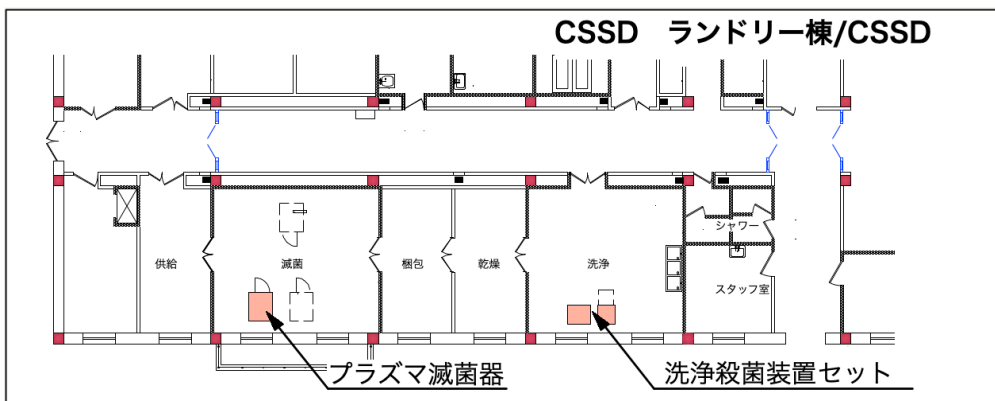 CSSD　ランドリー棟/CSSD
シャワー
供給
滅菌
梱包
乾燥
洗浄
スタッフ室
プラズマ滅菌器
洗浄殺菌装置セット